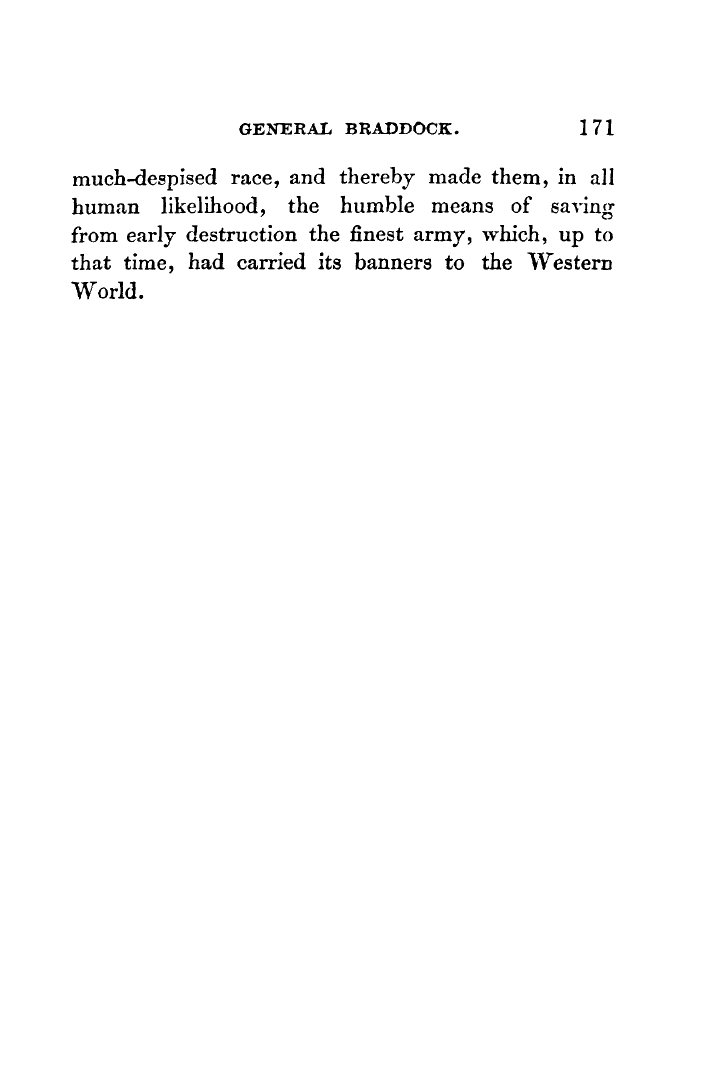 GENERAL BRADDOCK. 171
much-despised race, and thereby made them, in all
human likelihood, the humble means of saving
from early destruction the finest army, which, up to
that time, had carried its banners to the Western
World.